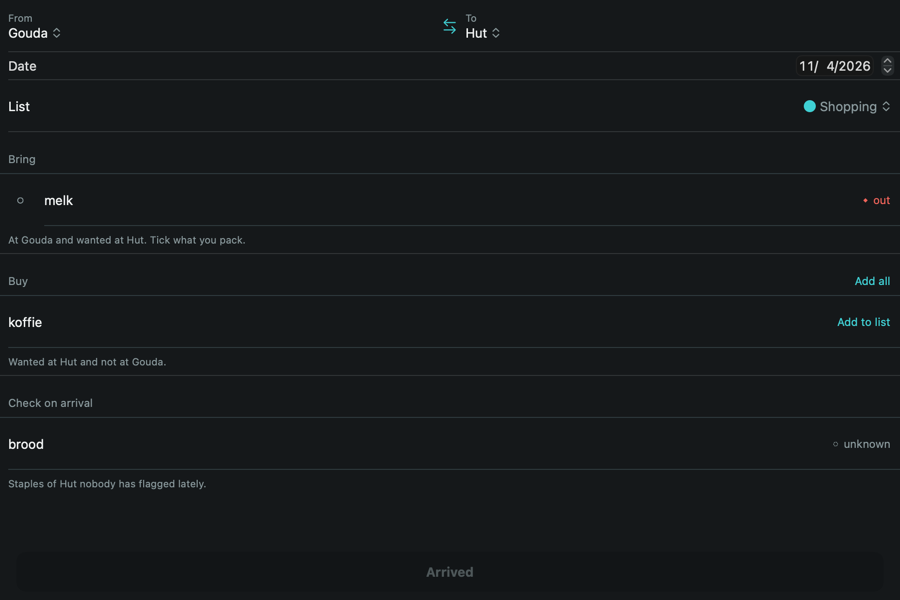 From
Gouda
To
Hut
Date
11/ 4/2026
List
Shopping
Bring
melk
out
At Gouda and wanted at Hut. Tick what you pack.
Buy
Add all
koffie
Add to list
Wanted at Hut and not at Gouda.
Check on arrival
brood
unknown
Staples of Hut nobody has flagged lately.
Arrived